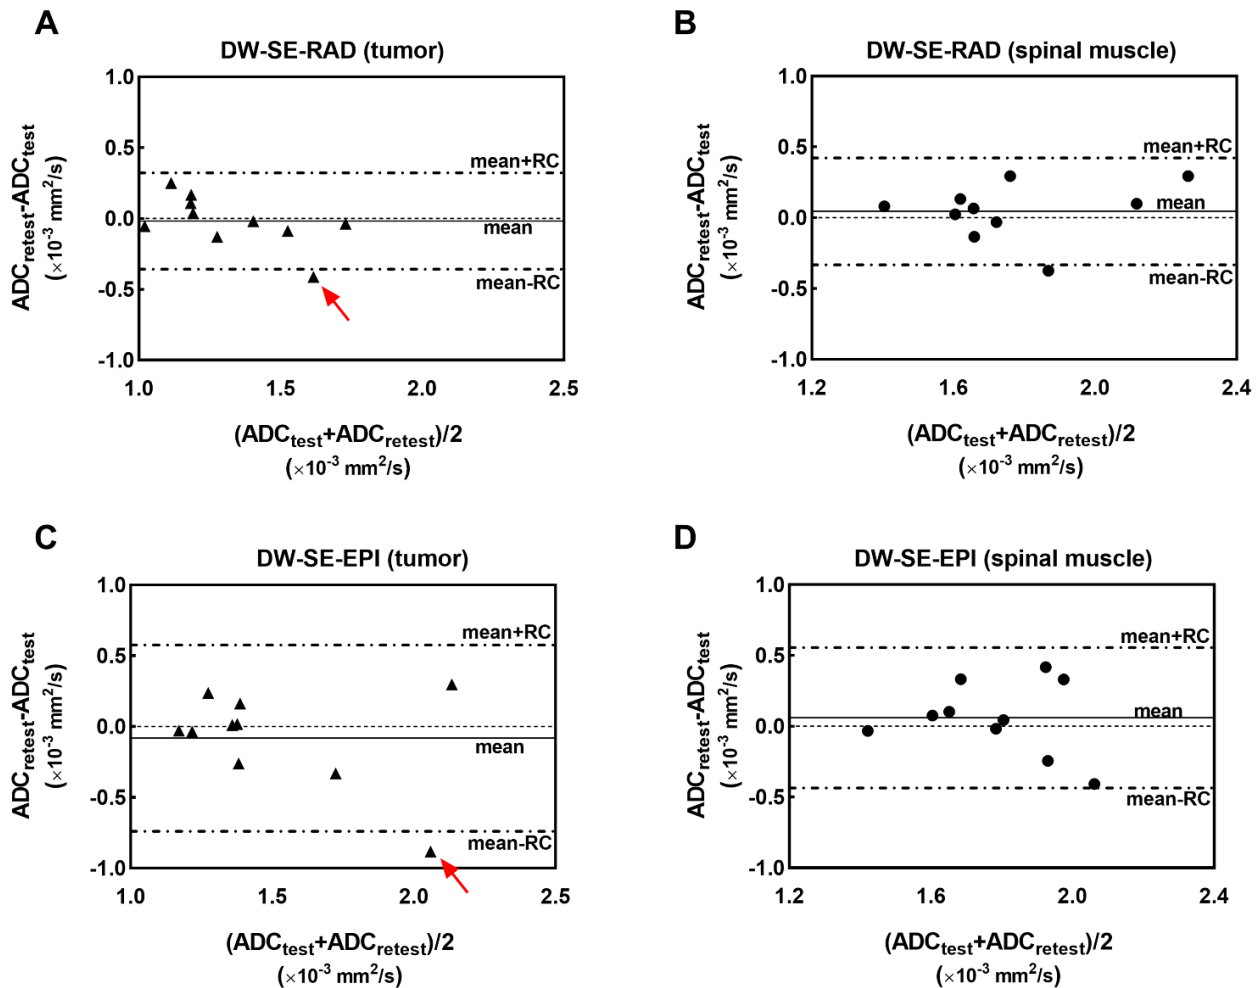 A
DW-SE-RAD (tumor)
1.0
0.5
0.0
-0.5
-1.0
mean+RC
mean
mean-RC
ADCretest-ADCtest
(×10-3 mm2/s)
1.0 1.5 2.0 2.5
(ADCtest+ADCretest)/2
(×10-3 mm2/s)
B
DW-SE-RAD (spinal muscle)
1.0
0.5
0.0
-0.5
-1.0
mean+RC
mean
mean-RC
ADCretest-ADCtest
(×10-3 mm2/s)
1.2 1.6 2.0 2.4
(ADCtest+ADCretest)/2
(×10-3 mm2/s)
C
DW-SE-EPI (tumor)
1.0
0.5
0.0
-0.5
-1.0
mean+RC
mean
mean-RC
ADCretest-ADCtest
(×10-3 mm2/s)
1.0 1.5 2.0 2.5
(ADCtest+ADCretest)/2
(×10-3 mm2/s)
D
DW-SE-EPI (spinal muscle)
1.0
0.5
0.0
-0.5
-1.0
mean+RC
mean
mean-RC
ADCretest-ADCtest
(×10-3 mm2/s)
1.2 1.6 2.0 2.4
(ADCtest+ADCretest)/2
(×10-3 mm2/s)